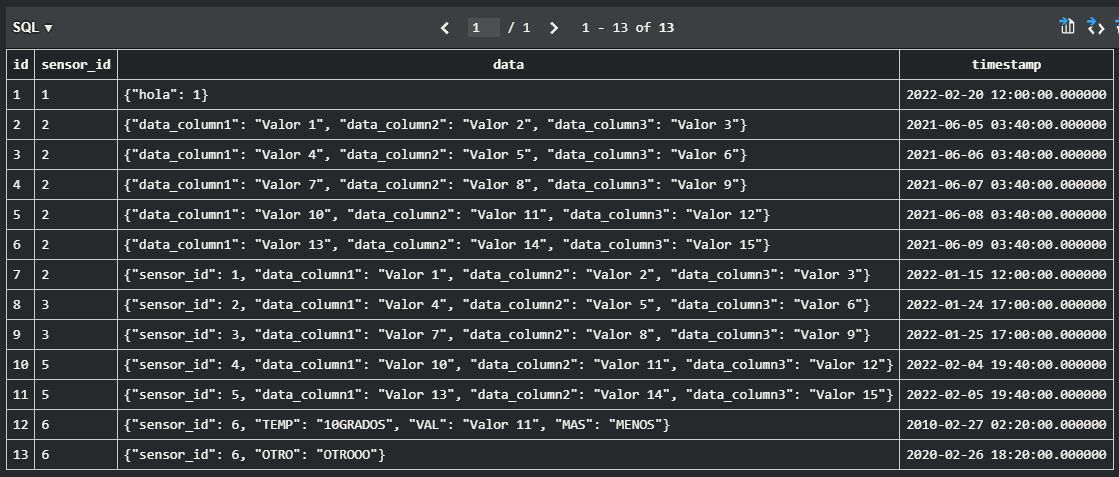 SQL ▼ < 1 / 1 > 1 - 13 of 13
id sensor_id data timestamp
1 1 {"hola": 1} 2022-02-20 12:00:00.000000
2 2 {"data_column1": "Valor 1", "data_column2": "Valor 2", "data_column3": "Valor 3"} 2021-06-05 03:40:00.000000
3 2 {"data_column1": "Valor 4", "data_column2": "Valor 5", "data_column3": "Valor 6"} 2021-06-06 03:40:00.000000
4 2 {"data_column1": "Valor 7", "data_column2": "Valor 8", "data_column3": "Valor 9"} 2021-06-07 03:40:00.000000
5 2 {"data_column1": "Valor 10", "data_column2": "Valor 11", "data_column3": "Valor 12"} 2021-06-08 03:40:00.000000
6 2 {"data_column1": "Valor 13", "data_column2": "Valor 14", "data_column3": "Valor 15"} 2021-06-09 03:40:00.000000
7 2 {"sensor_id": 1, "data_column1": "Valor 1", "data_column2": "Valor 2", "data_column3": "Valor 3"} 2022-01-15 12:00:00.000000
8 3 {"sensor_id": 2, "data_column1": "Valor 4", "data_column2": "Valor 5", "data_column3": "Valor 6"} 2022-01-24 17:00:00.000000
9 3 {"sensor_id": 3, "data_column1": "Valor 7", "data_column2": "Valor 8", "data_column3": "Valor 9"} 2022-01-25 17:00:00.000000
10 5 {"sensor_id": 4, "data_column1": "Valor 10", "data_column2": "Valor 11", "data_column3": "Valor 12"} 2022-02-04 19:40:00.000000
11 5 {"sensor_id": 5, "data_column1": "Valor 13", "data_column2": "Valor 14", "data_column3": "Valor 15"} 2022-02-05 19:40:00.000000
12 6 {"sensor_id": 6, "TEMP": "10GRADOS", "VAL": "Valor 11", "MAS": "MENOS"} 2010-02-27 02:20:00.000000
13 6 {"sensor_id": 6, "OTRO": "OTROOO"} 2020-02-26 18:20:00.000000